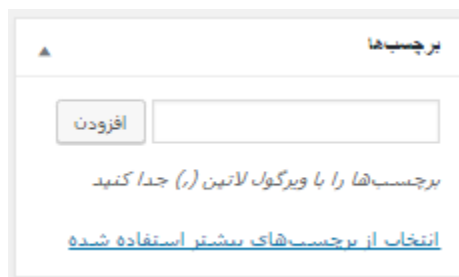 برچسب‌ها
افزودن
برچسب‌ها را با ویرگول لاتین (,) جدا کنید
انتخاب از برچسب‌های بیشتر استفاده شده